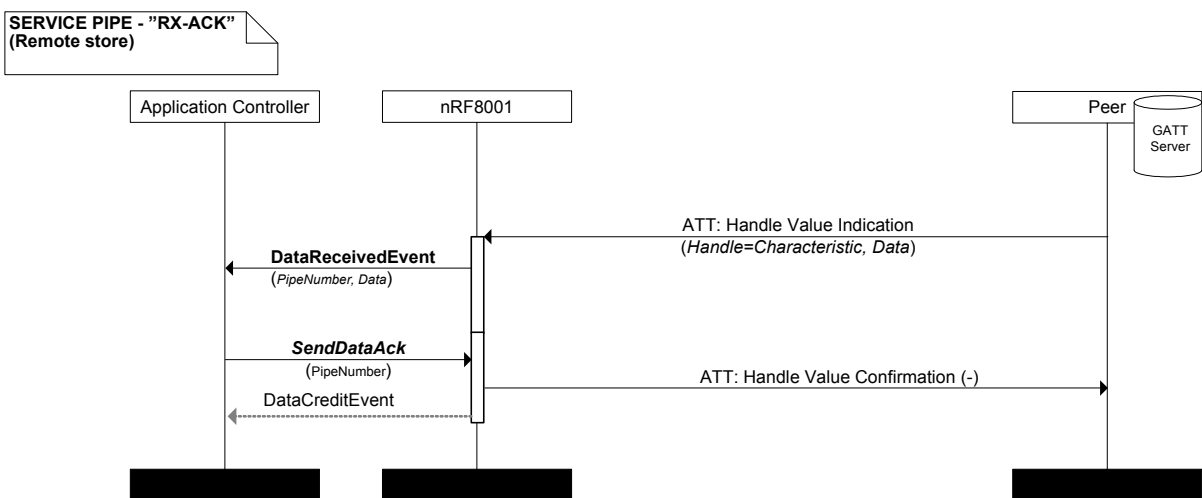 SERVICE PIPE - ”RX-ACK”
(Remote store)
Application Controller
nRF8001
Peer
GATT
Server
ATT: Handle Value Indication
(Handle=Characteristic, Data)
DataReceivedEvent
(PipeNumber, Data)
SendDataAck
(PipeNumber)
ATT: Handle Value Confirmation (-)
DataCreditEvent